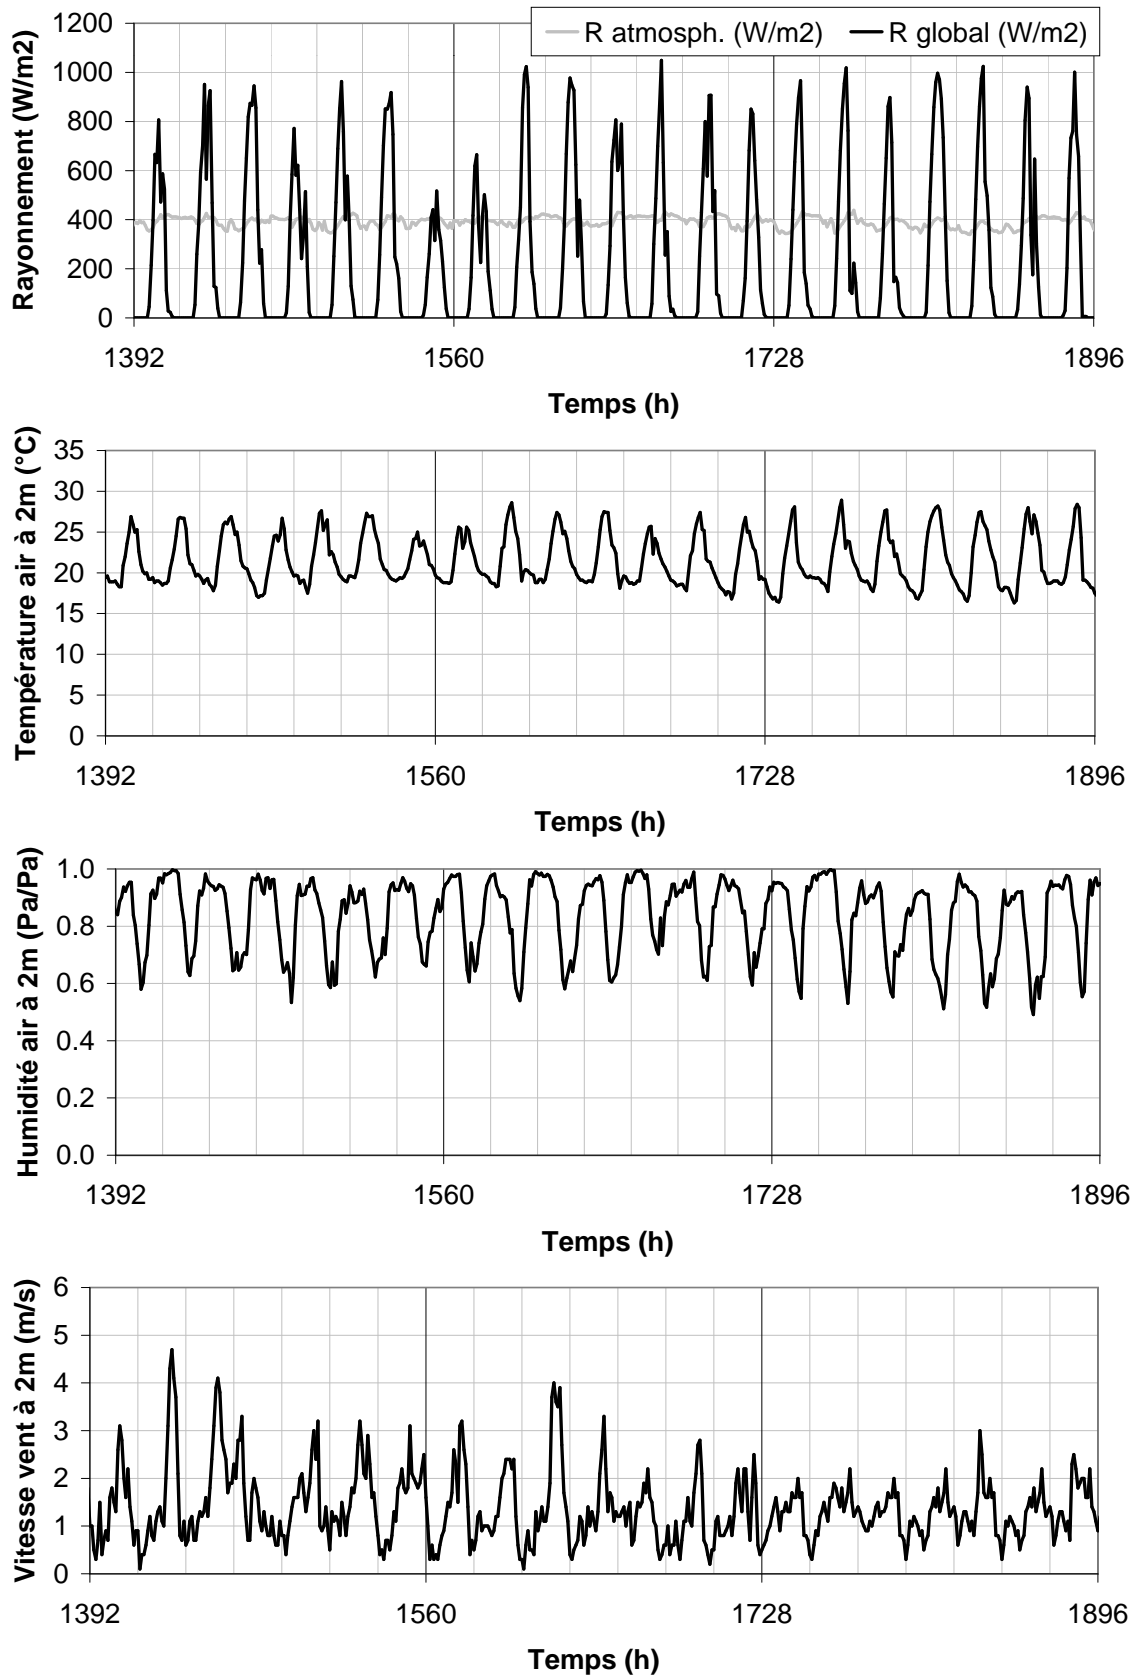 R atmosph. (W/m2) R global (W/m2)
Rayonnement (W/m2)
1200
1000
800
600
400
200
0
1392 1560 1728 1896
Temps (h)
Température air à 2m (°C)
35
30
25
20
15
10
5
0
1392 1560 1728 1896
Temps (h)
Humidité air à 2m (Pa/Pa)
1.0
0.8
0.6
0.4
0.2
0.0
1392 1560 1728 1896
Temps (h)
Vitesse vent à 2m (m/s)
6
5
4
3
2
1
0
1392 1560 1728 1896
Temps (h)